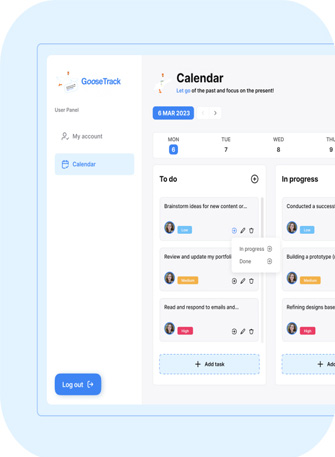 GooseTrack
User Panel
My account
Calendar
Log out
Calendar
Let go of the past and focus on the present!
6 MAR 2023
MON
TUE
WED
THU
6
7
8
9
To do
In progress
Brainstorm ideas for new content or...
Conducted a success
Low
Low
In progress
Done
Review and update my portfoli
Building a prototype (
Medium
Medium
Read and respond to emails and...
Refining designs base
High
High
Add task
Add